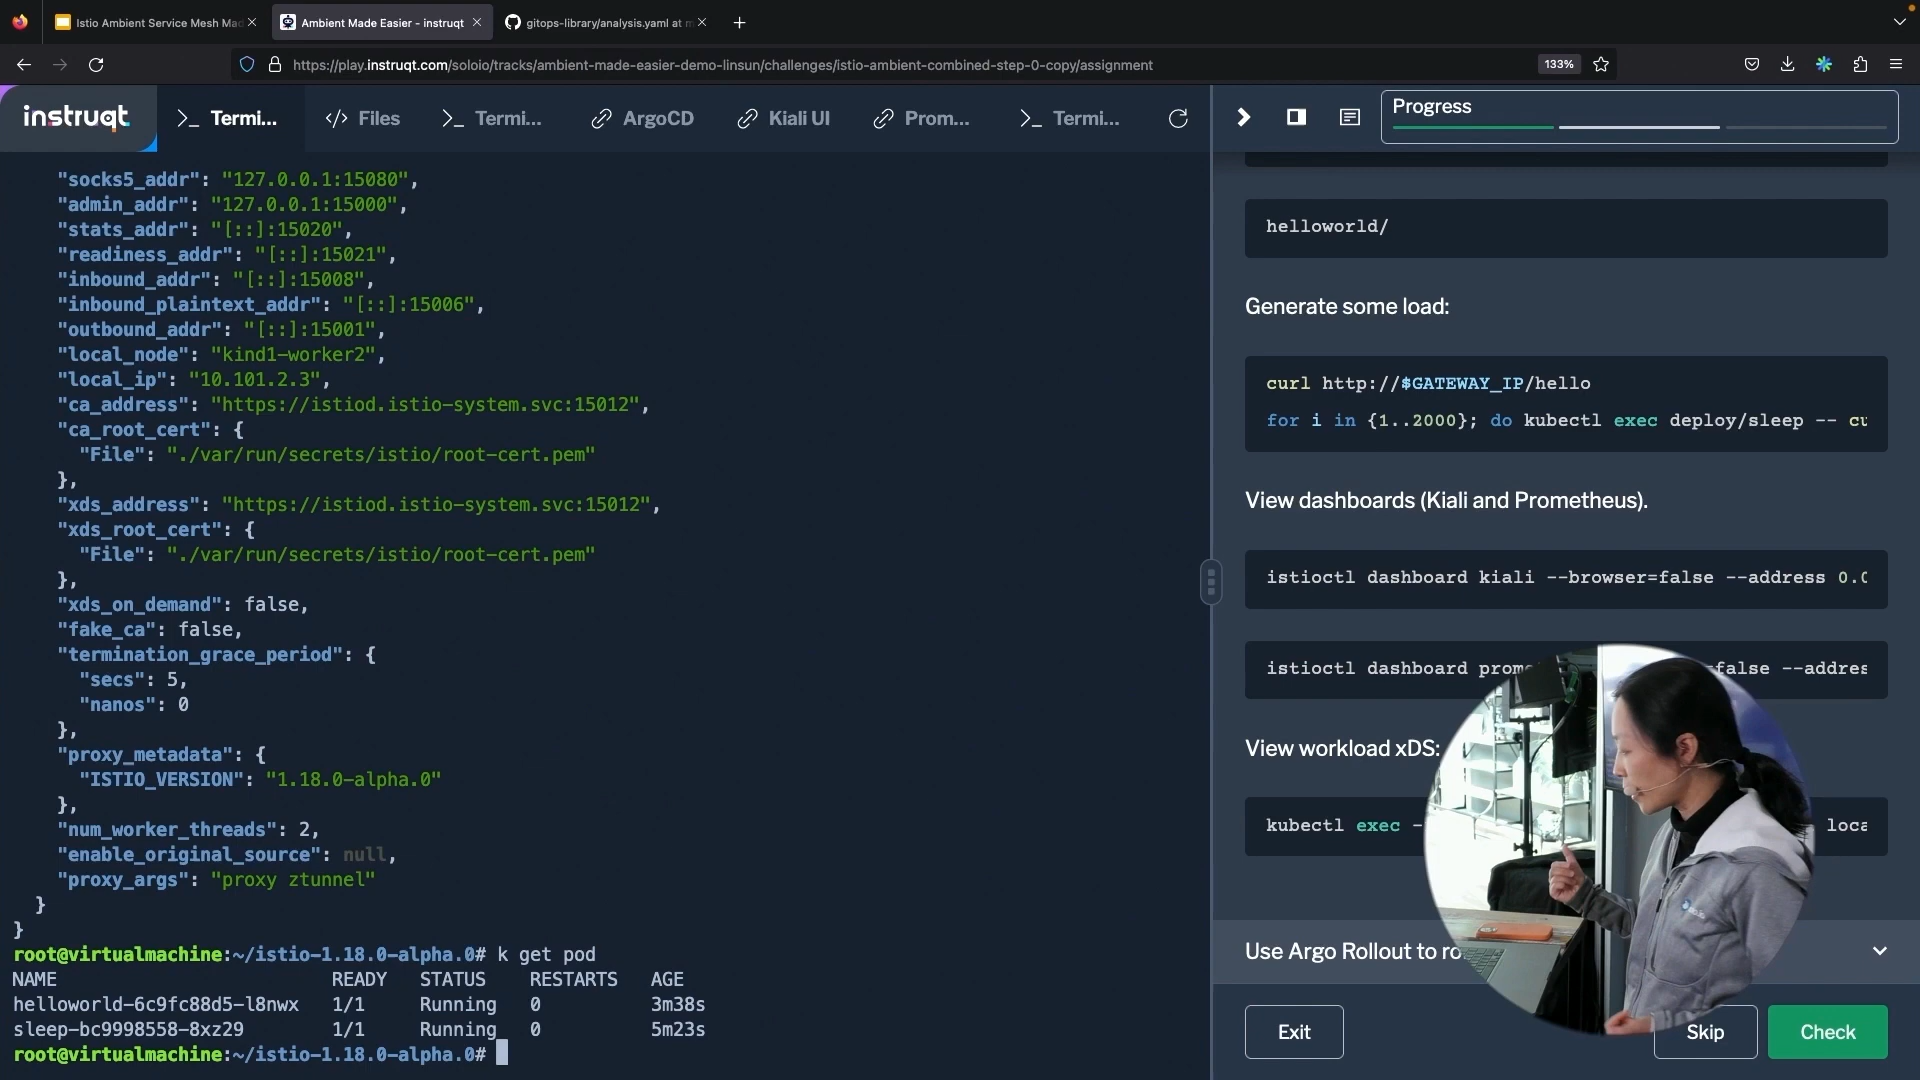 Istio Ambient Service Mesh Mad
Ambient Made Easier - instruqt
gitops-library/analysis.yaml at m
https://play.instruqt.com/soloio/tracks/ambient-made-easier-demo-linsun/challenges/istio-ambient-combined-step-0-copy/assignment
133%
instruqt
>_ Termi...
</> Files
>_ Termi...
ArgoCD
Kiali UI
Prom...
>_ Termi...
Progress
"socks5_addr": "127.0.0.1:15080",
"admin_addr": "127.0.0.1:15000",
"stats_addr": "[::]:15020",
"readiness_addr": "[::]:15021",
"inbound_addr": "[::]:15008",
"inbound_plaintext_addr": "[::]:15006",
"outbound_addr": "[::]:15001",
"local_node": "kind1-worker2",
"local_ip": "10.101.2.3",
"ca_address": "https://istiod.istio-system.svc:15012",
"ca_root_cert": {
"File": "./var/run/secrets/istio/root-cert.pem"
},
"xds_address": "https://istiod.istio-system.svc:15012",
"xds_root_cert": {
"File": "./var/run/secrets/istio/root-cert.pem"
},
"xds_on_demand": false,
"fake_ca": false,
"termination_grace_period": {
"secs": 5,
"nanos": 0
},
"proxy_metadata": {
"ISTIO_VERSION": "1.18.0-alpha.0"
},
"num_worker_threads": 2,
"enable_original_source": null,
"proxy_args": "proxy ztunnel"
}
}
root@virtualmachine:~/istio-1.18.0-alpha.0# k get pod
NAME READY STATUS RESTARTS AGE
helloworld-6c9fc88d5-l8nwx 1/1 Running 0 3m38s
sleep-bc9998558-8xz29 1/1 Running 0 5m23s
root@virtualmachine:~/istio-1.18.0-alpha.0#
helloworld/
Generate some load:
curl http://$GATEWAY_IP/hello
for i in {1..2000}; do kubectl exec deploy/sleep -- cu
View dashboards (Kiali and Prometheus).
istioctl dashboard kiali --browser=false --address 0.0
istioctl dashboard prom =false --addres
View workload xDS:
kubectl exec - loca
Use Argo Rollout to ro
Exit
Skip
Check